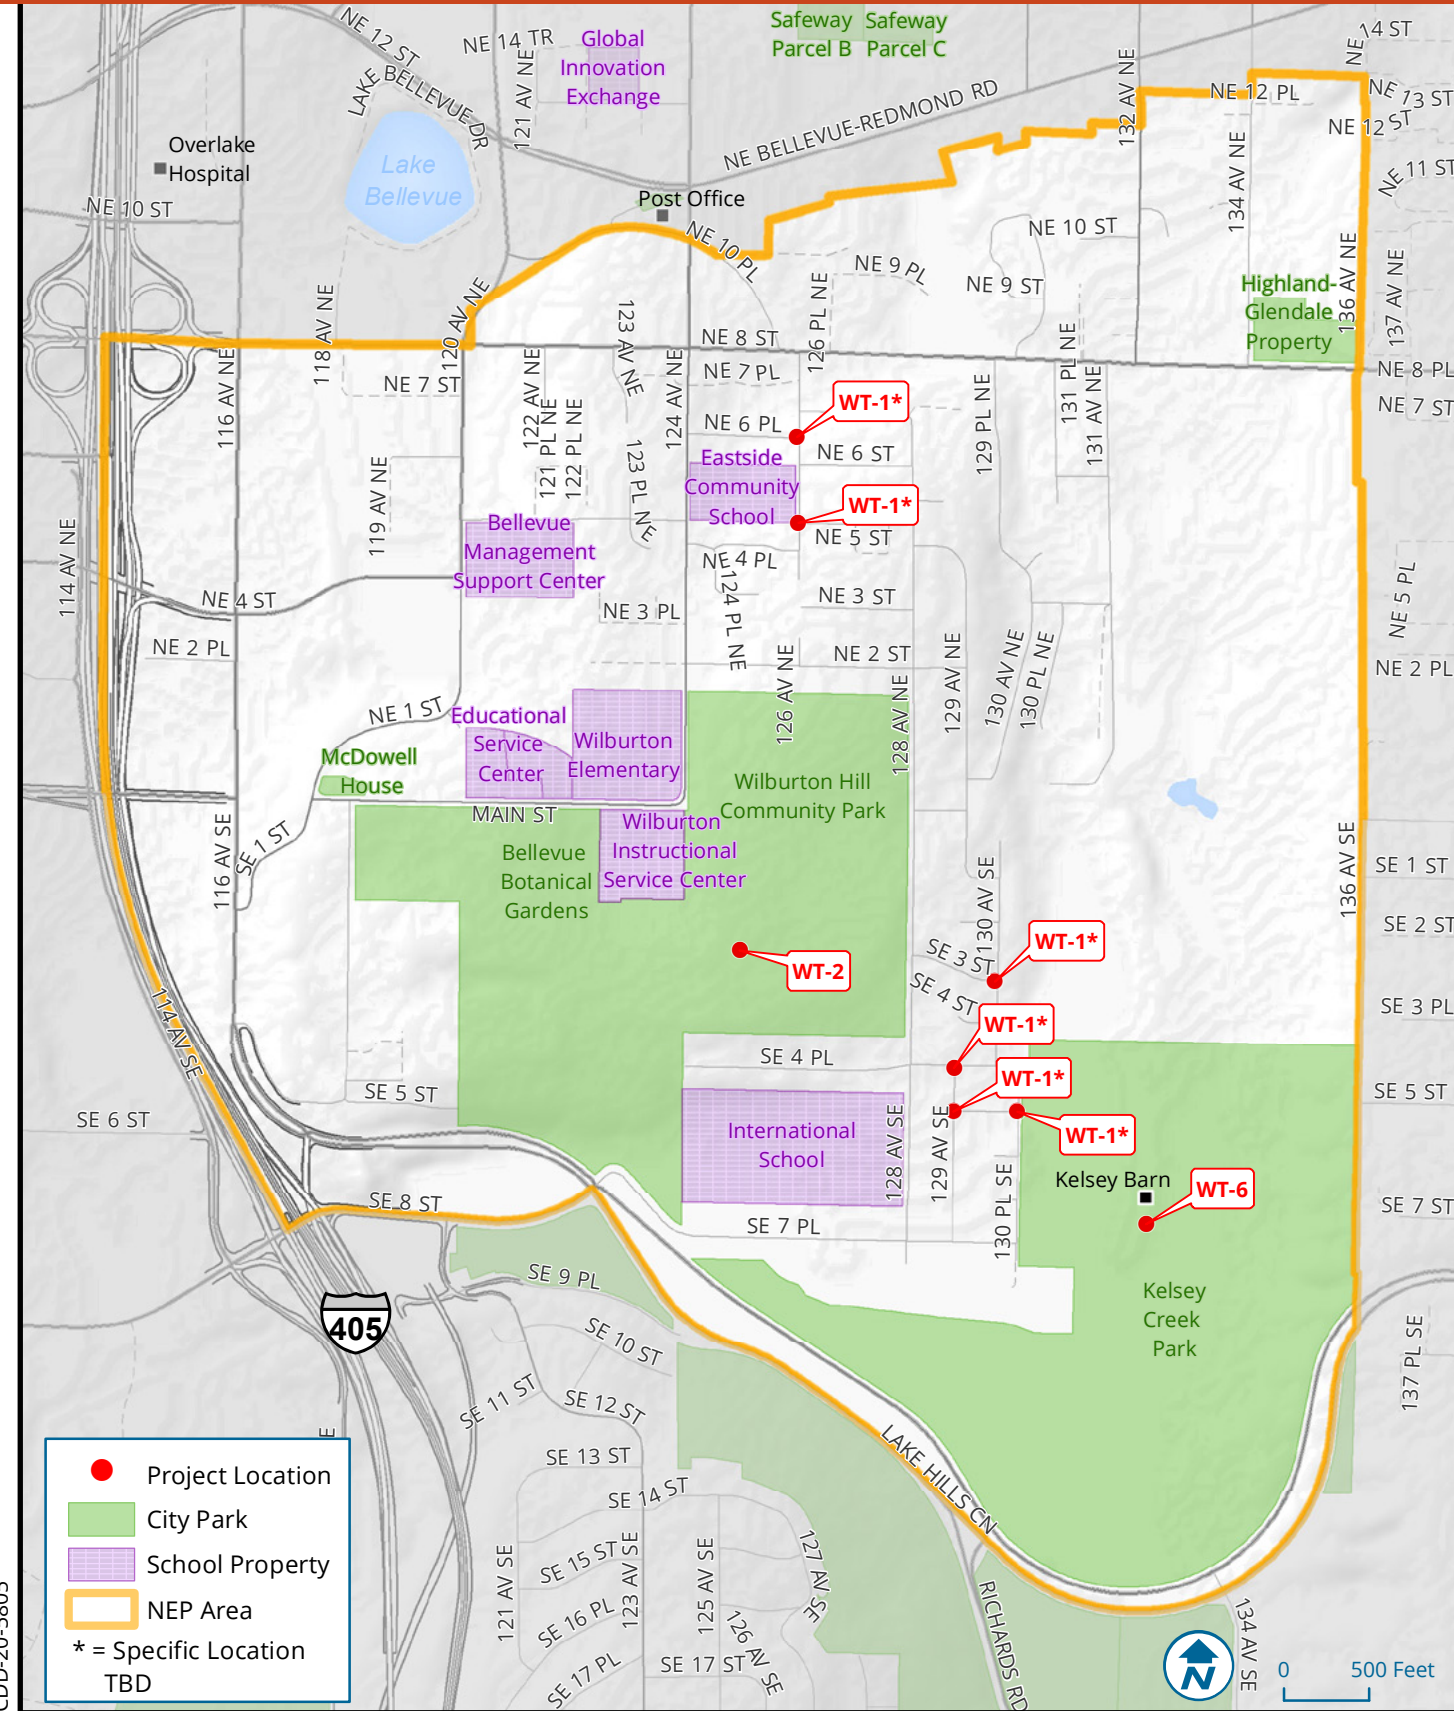 NE 12 ST
NE 14 TR
Global
Innovation
Exchange
Safeway
Parcel B
Safeway
Parcel C
14 ST
NE
LAKE BELLEVUE DR
121 AV NE
NE BELLEVUE-REDMOND RD
132 AV NE
NE 12 PL
NE 13 ST
NE 12 ST
Overlake
Hospital
Lake
Bellevue
134 AV NE
NE 11 ST
NE 10 ST
Post Office
NE 10 PL
NE 10 ST
NE 9 PL
NE 9 ST
136 AV NE
137 AV NE
Highland-
Glendale
Property
118 AV NE
120 AV NE
123 AV NE
126 PL NE
NE 8 ST
131 PL NE
NE 8 PL
116 AV NE
NE 7 ST
122 AV NE
124 AV NE
NE 7 PL
129 PL NE
131 AV NE
NE 7 ST
WT-1*
121 PL NE
122 PL NE
NE 6 PL
NE 6 ST
119 AV NE
123 PL NE
Eastside
Community
School
WT-1*
NE 5 ST
114 AV NE
Bellevue
Management
Support Center
NE 4 PL
NE 5 PL
NE 4 ST
NE 3 PL
124 PL NE
NE 3 ST
NE 2 PL
126 AV NE
NE 2 ST
128 AV NE
129 AV NE
130 AV NE
130 PL NE
NE 2 PL
NE 1 ST
Educational
Service
Center
Wilburton
Elementary
McDowell
House
Wilburton Hill
Community Park
MAIN ST
116 AV SE
SE 1 ST
Wilburton
Instructional
Service Center
Bellevue
Botanical
Gardens
130 AV SE
136 AV SE
SE 1 ST
SE 2 ST
WT-1*
SE 3 ST
WT-2
SE 4 ST
114 AV SE
WT-1*
SE 3 PL
SE 4 PL
WT-1*
SE 5 ST
SE 5 ST
SE 6 ST
International
School
128 AV SE
129 AV SE
WT-1*
130 PL SE
Kelsey Barn
WT-6
SE 8 ST
SE 7 PL
SE 7 ST
SE 9 PL
Kelsey
Creek
Park
405
SE 10 ST
137 PL SE
SE 11 ST
SE 12 ST
E
LAKE HILLS CN
SE 13 ST
SE 14 ST
121 AV SE
SE 15 ST
123 AV SE
125 AV SE
127 AV SE
SE 16 PL
126 AV SE
RICHARDS RD
134 AV SE
SE 17 PL
SE 17 ST
Project Location
City Park
School Property
NEP Area
* = Specific Location
TBD
N
0 500 Feet